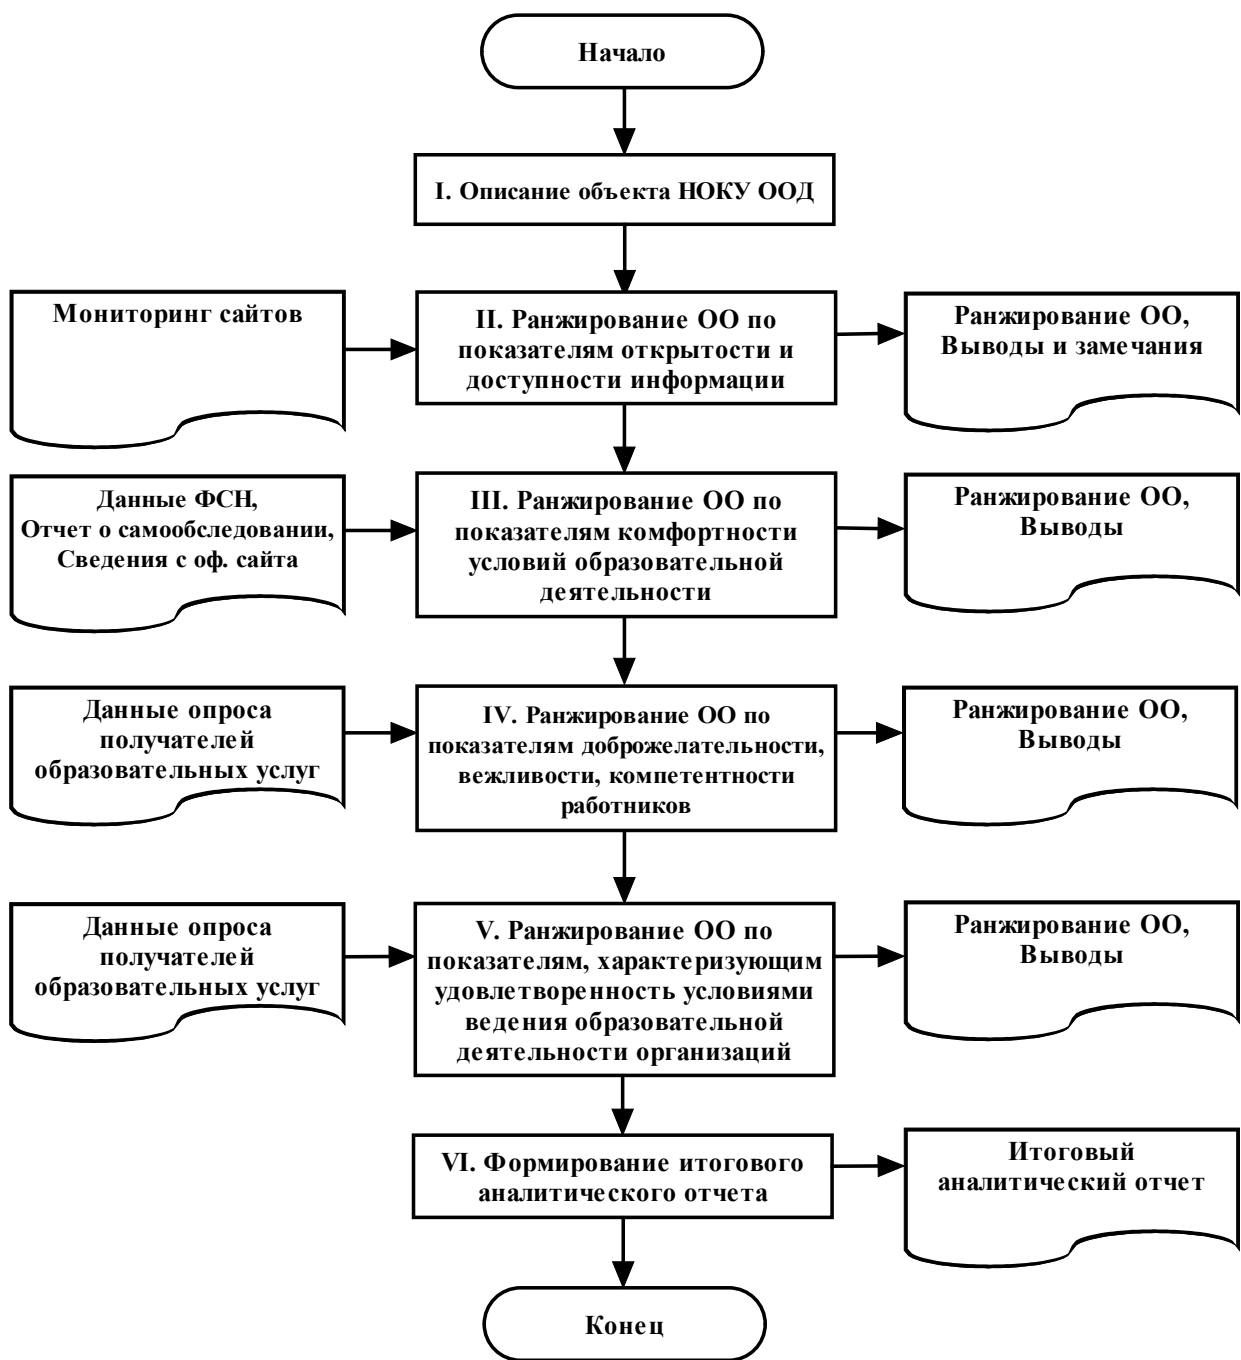 Начало
I. Описание объекта НОКУ ООД
Мониторинг сайтов
II. Ранжирование ОО по
показателям открытости и
доступности информации
Ранжирование ОО,
Выводы и замечания
Данные ФСН,
Отчет о самообследовании,
Сведения с оф. сайта
III. Ранжирование ОО по
показателям комфортности
условий образовательной
деятельности
Ранжирование ОО,
Выводы
Данные опроса
получателей
образовательных услуг
IV. Ранжирование ОО по
показателям доброжелательности,
вежливости, компетентности
работников
Ранжирование ОО,
Выводы
Данные опроса
получателей
образовательных услуг
V. Ранжирование ОО по
показателям, характеризующим
удовлетворенность условиями
ведения образовательной
деятельности организаций
Ранжирование ОО,
Выводы
VI. Формирование итогового
аналитического отчета
Итоговый
аналитический отчет
Конец